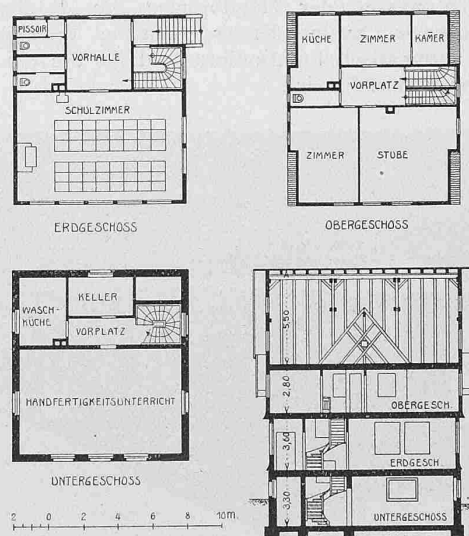 PISSOIR
VORHALLE
SCHULZIMMER
ERDGESCHOSS
KÜCHE
ZIMMER
KAMER
VORPLATZ
ZIMMER
STUBE
OBERGESCHOSS
WASCH-
KÜCHE
KELLER
VORPLATZ
HANDFERTIGKEITSUNTERRICHT
UNTERGESCHOSS
5,50
2,80
OBERGESCH.
3,60
ERDGESCH.
3,30
UNTERGESCHOSS
2 0 2 4 6 8 10m.